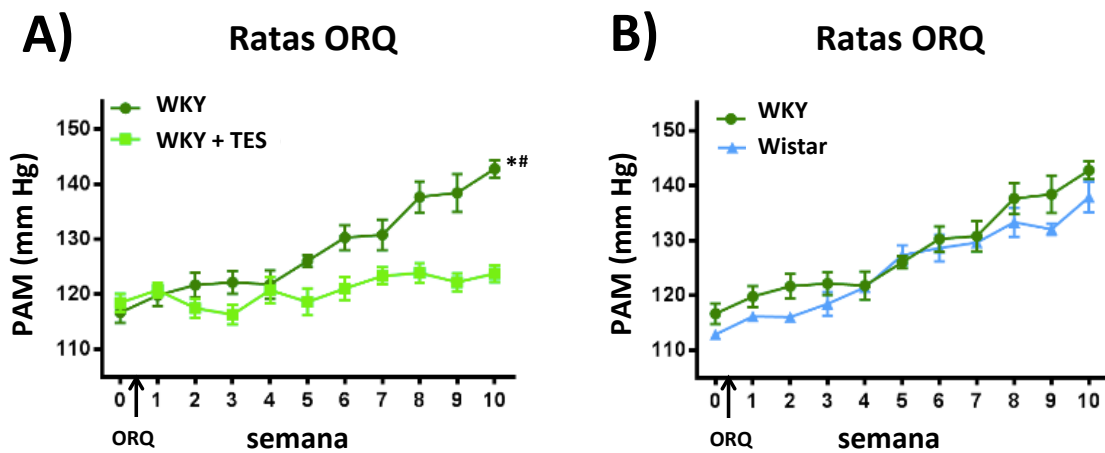 A)
Ratas ORQ
WKY
WKY + TES
PAM (mm Hg)
150
140
130
120
110
*#
0 1 2 3 4 5 6 7 8 9 10
ORQ
semana
B)
Ratas ORQ
WKY
Wistar
PAM (mm Hg)
150
140
130
120
110
0 1 2 3 4 5 6 7 8 9 10
ORQ
semana